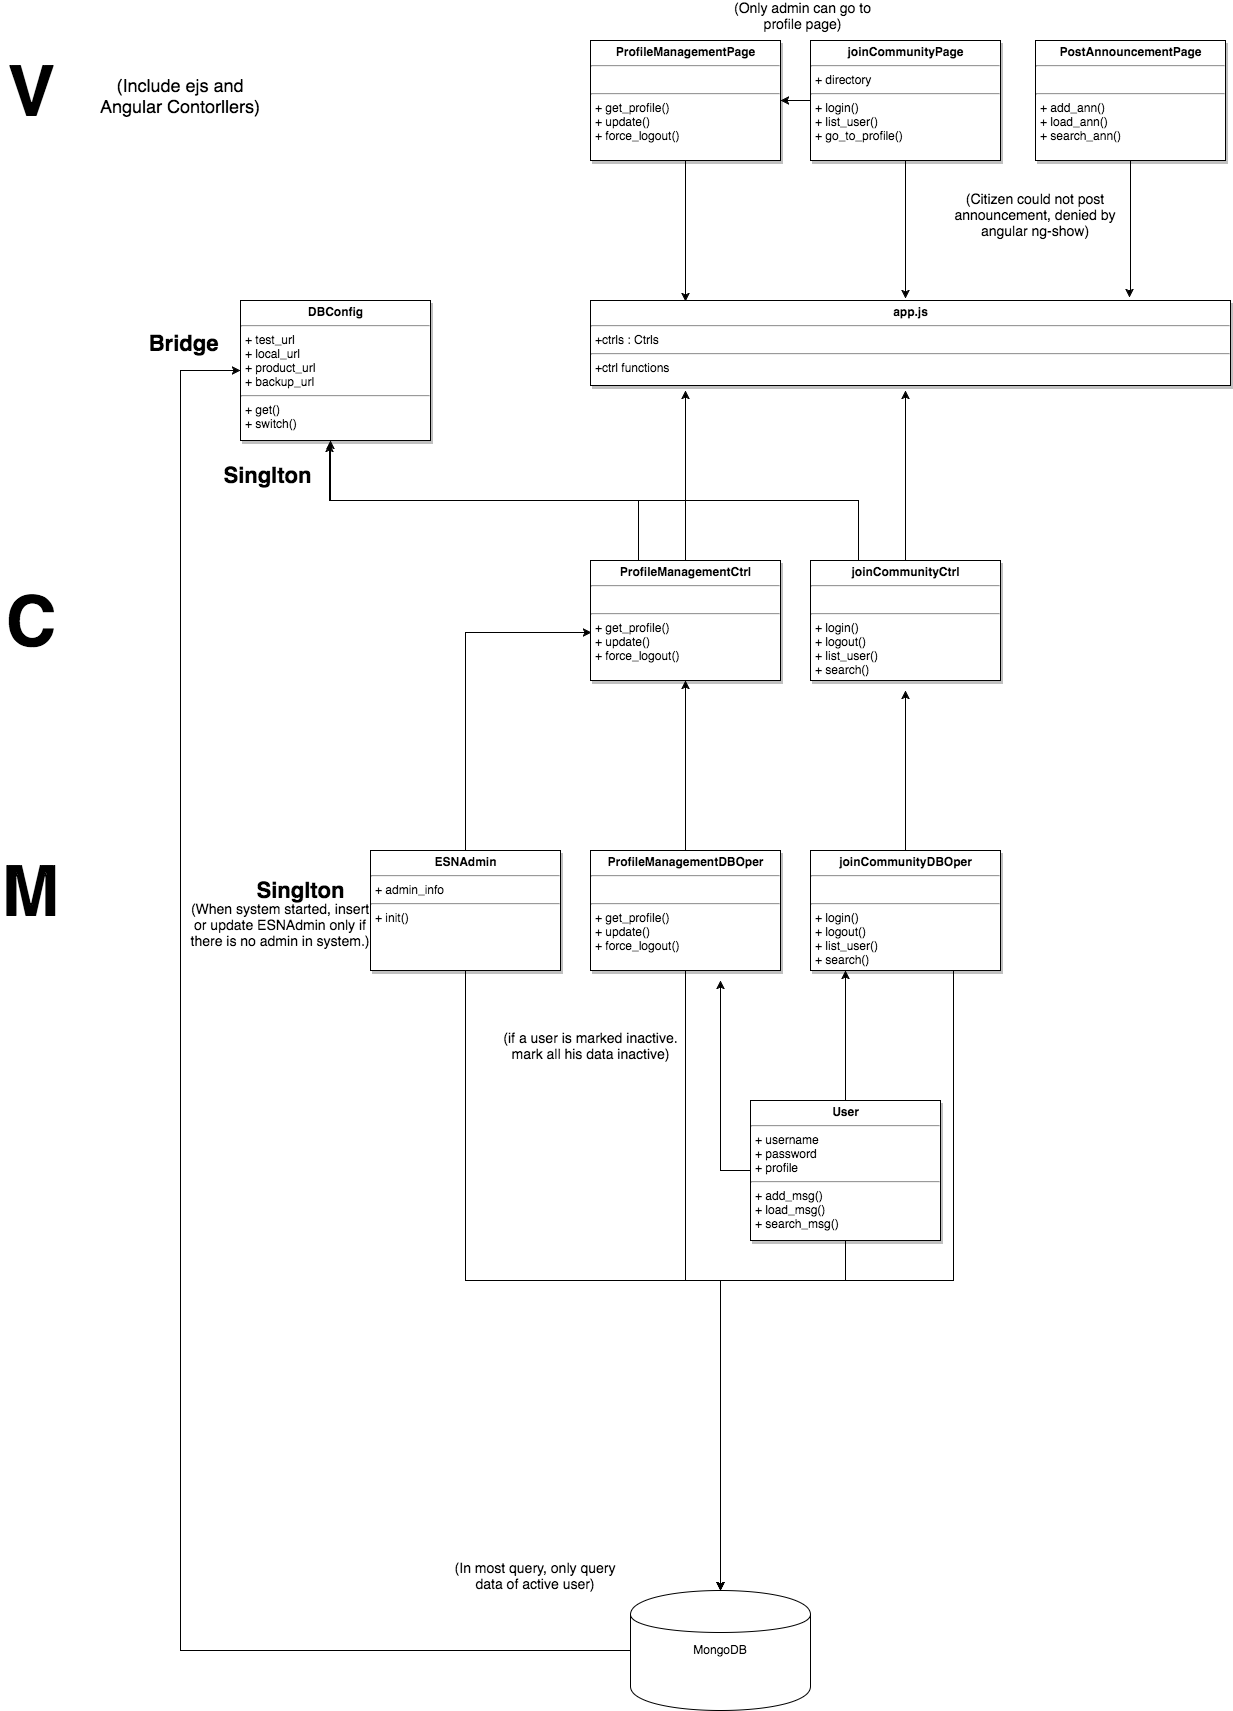 (Only admin can go to
profile page)
V
(Include ejs and
Angular Contorllers)
ProfileManagementPage
+ get_profile()
+ update()
+ force_logout()
joinCommunityPage
+ directory
+ login()
+ list_user()
+ go_to_profile()
PostAnnouncementPage
+ add_ann()
+ load_ann()
+ search_ann()
(Citizen could not post
announcement, denied by
angular ng-show)
Bridge
DBConfig
+ test_url
+ local_url
+ product_url
+ backup_url
+ get()
+ switch()
app.js
+ctrls : Ctrls
+ctrl functions
Singlton
C
ProfileManagementCtrl
+ get_profile()
+ update()
+ force_logout()
joinCommunityCtrl
+ login()
+ logout()
+ list_user()
+ search()
M
Singlton
(When system started, insert
or update ESNAdmin only if
there is no admin in system.)
ESNAdmin
+ admin_info
+ init()
ProfileManagementDBOper
+ get_profile()
+ update()
+ force_logout()
joinCommunityDBOper
+ login()
+ logout()
+ list_user()
+ search()
(if a user is marked inactive.
mark all his data inactive)
User
+ username
+ password
+ profile
+ add_msg()
+ load_msg()
+ search_msg()
(In most query, only query
data of active user)
MongoDB